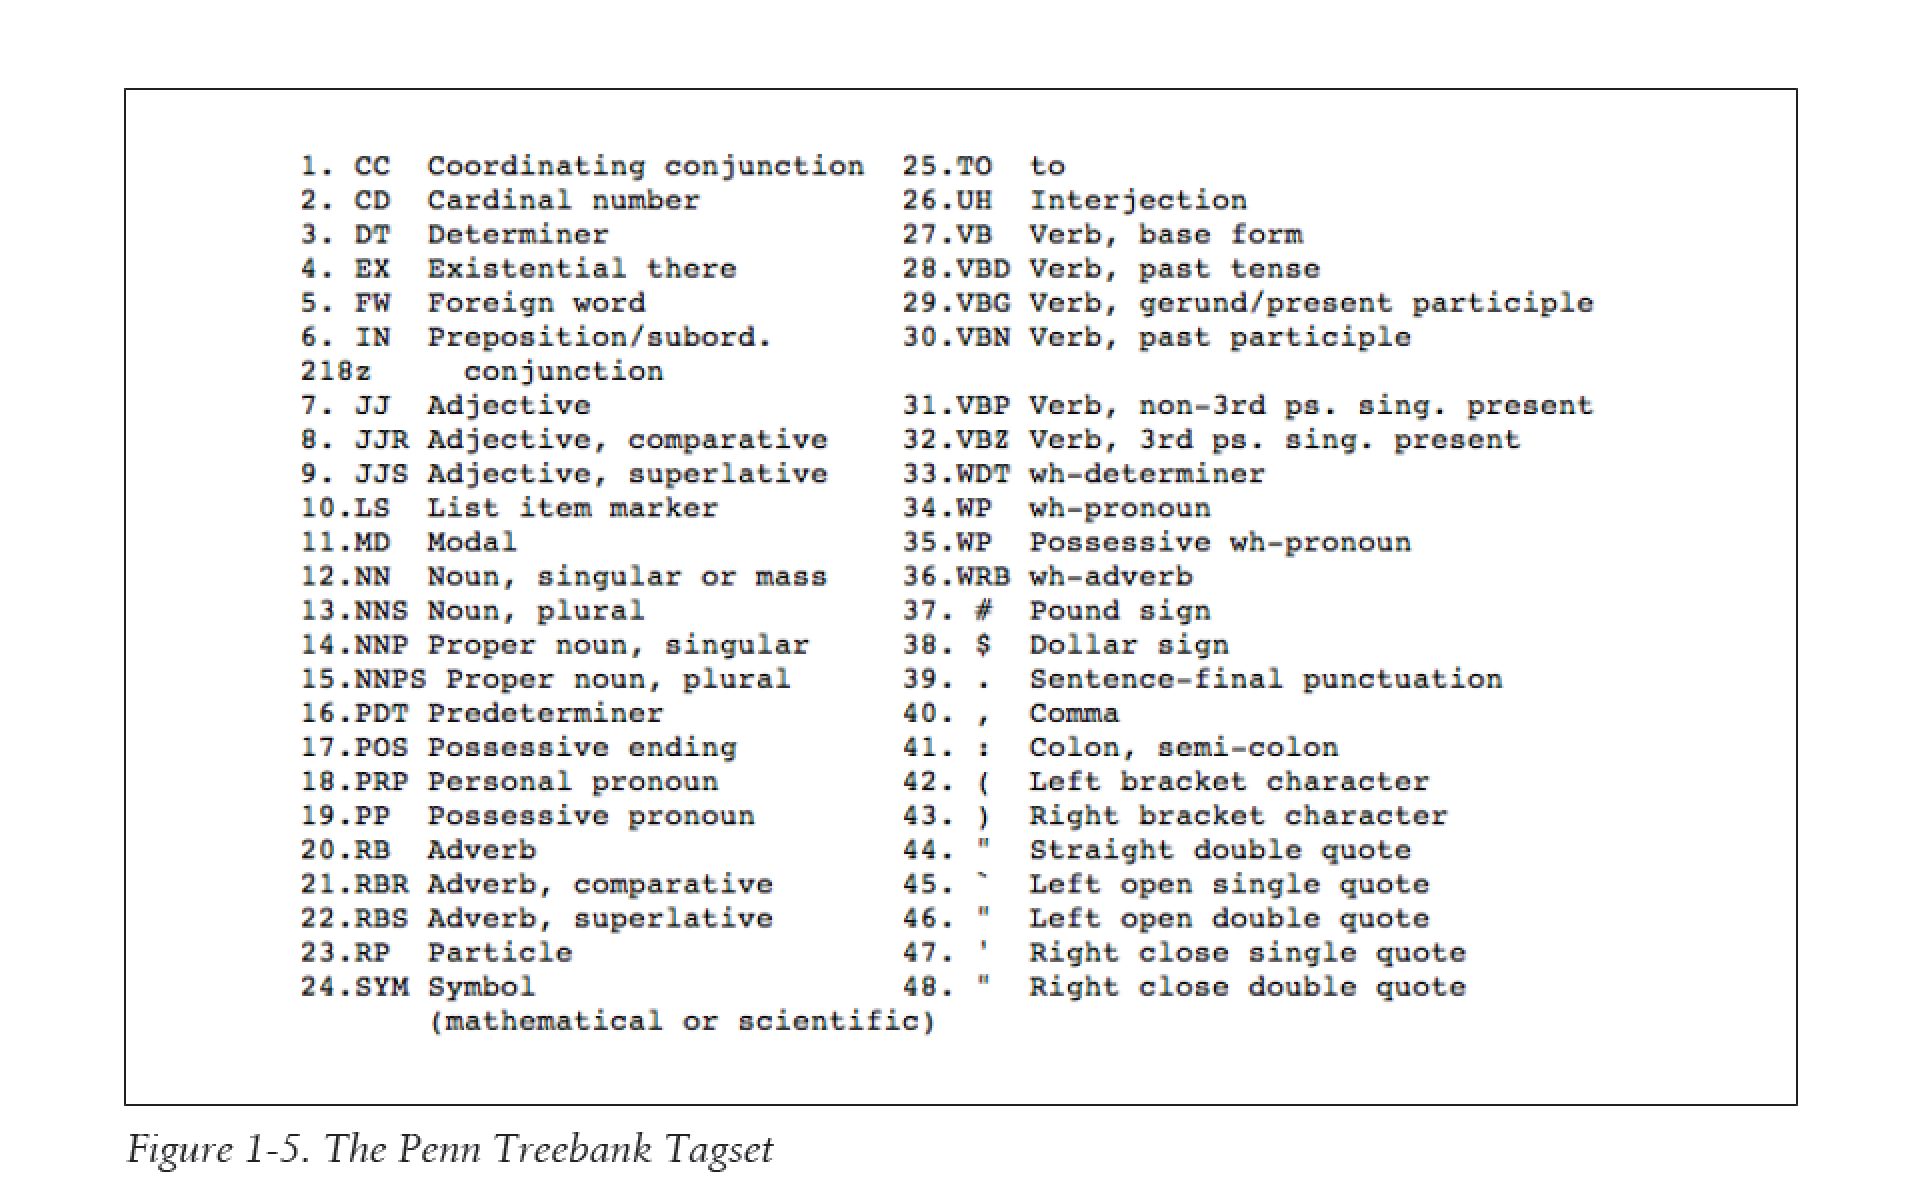 1. CC Coordinating conjunction 25.TO to
2. CD Cardinal number 26.UH Interjection
3. DT Determiner 27.VB Verb, base form
4. EX Existential there 28.VBD Verb, past tense
5. FW Foreign word 29.VBG Verb, gerund/present participle
6. IN Preposition/subord. 30.VBN Verb, past participle
218z conjunction
7. JJ Adjective 31.VBP Verb, non-3rd ps. sing. present
8. JJR Adjective, comparative 32.VBZ Verb, 3rd ps. sing. present
9. JJS Adjective, superlative 33.WDT wh-determiner
10.LS List item marker 34.WP wh-pronoun
11.MD Modal 35.WP Possessive wh-pronoun
12.NN Noun, singular or mass 36.WRB wh-adverb
13.NNS Noun, plural 37. # Pound sign
14.NNP Proper noun, singular 38. $ Dollar sign
15.NNPS Proper noun, plural 39. . Sentence-final punctuation
16.PDT Predeterminer 40. , Comma
17.POS Possessive ending 41. : Colon, semi-colon
18.PRP Personal pronoun 42. ( Left bracket character
19.PP Possessive pronoun 43. ) Right bracket character
20.RB Adverb 44. " Straight double quote
21.RBR Adverb, comparative 45. ` Left open single quote
22.RBS Adverb, superlative 46. " Left open double quote
23.RP Particle 47. ' Right close single quote
24.SYM Symbol 48. " Right close double quote
(mathematical or scientific)
Figure 1-5. The Penn Treebank Tagset